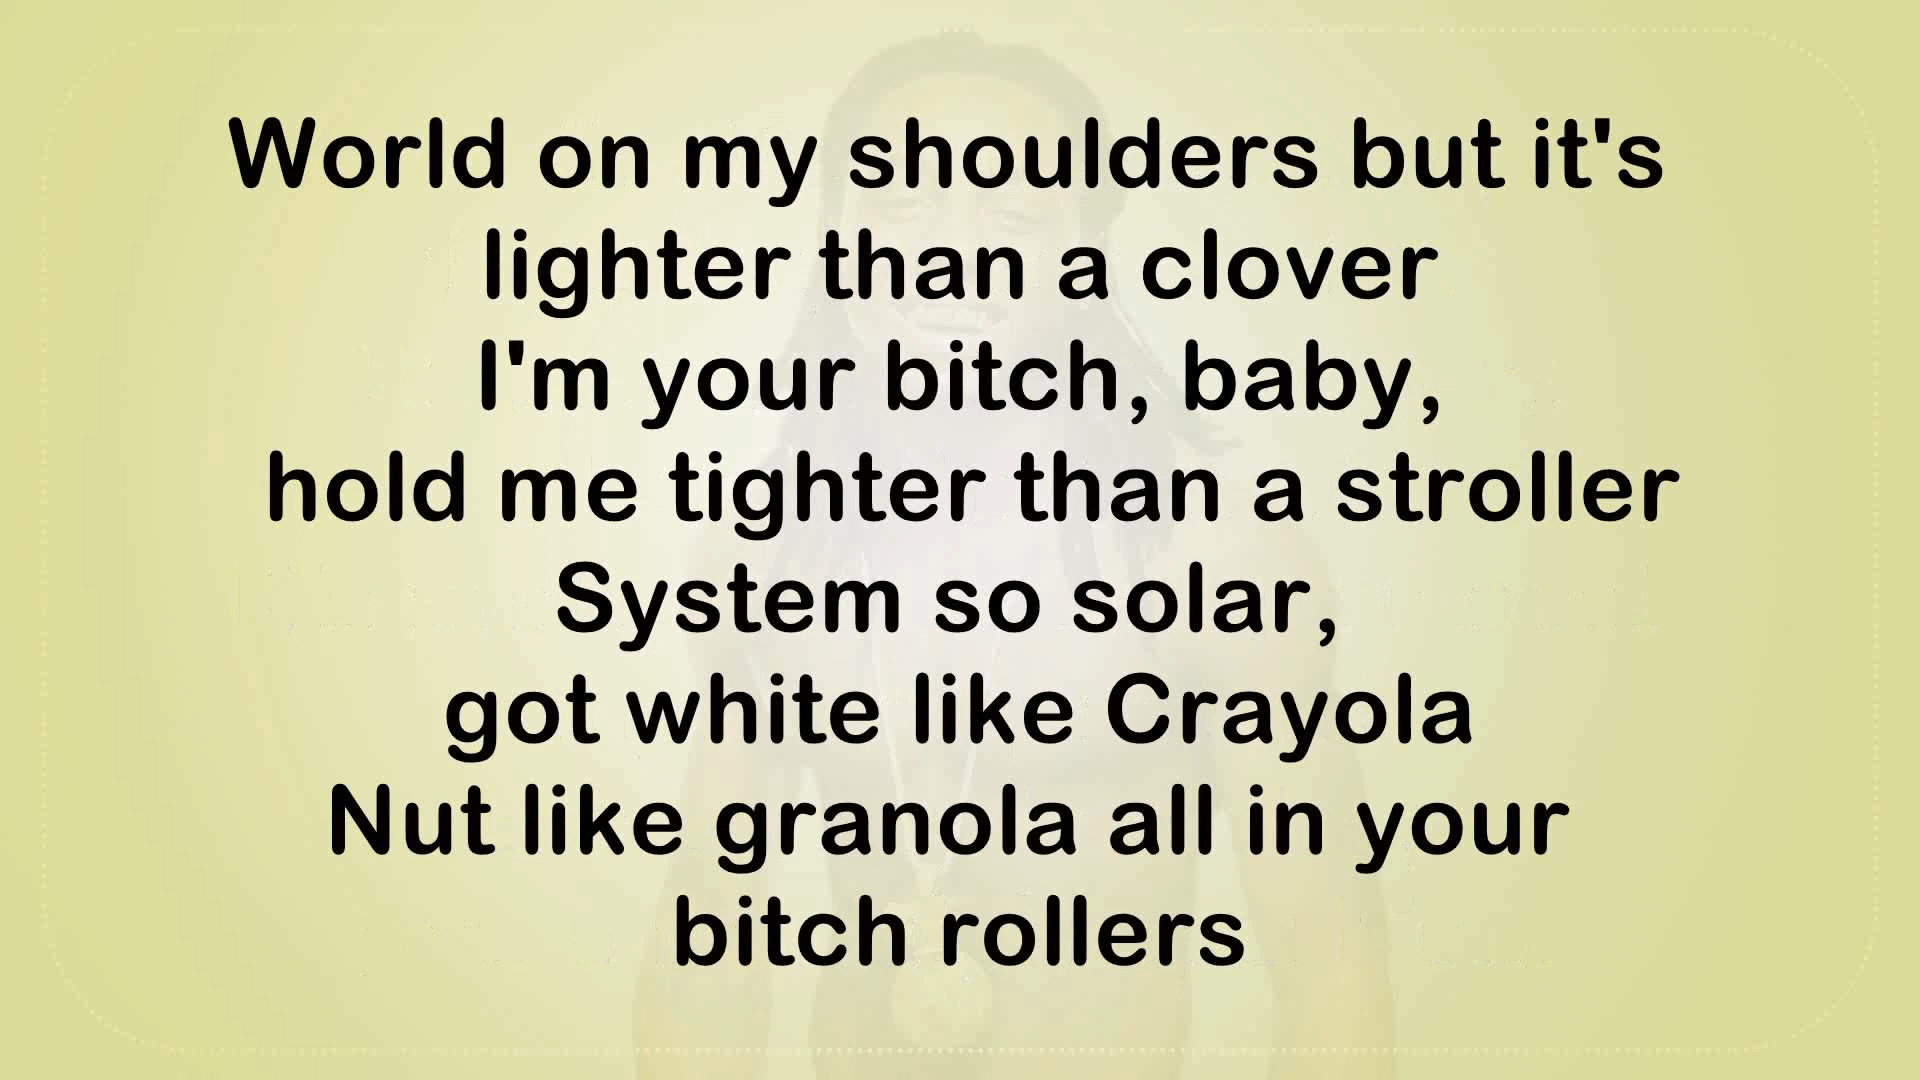 World on my shoulders but it's
lighter than a clover
I'm your bitch, baby,
hold me tighter than a stroller
System so solar,
got white like Crayola
Nut like granola all in your
bitch rollers